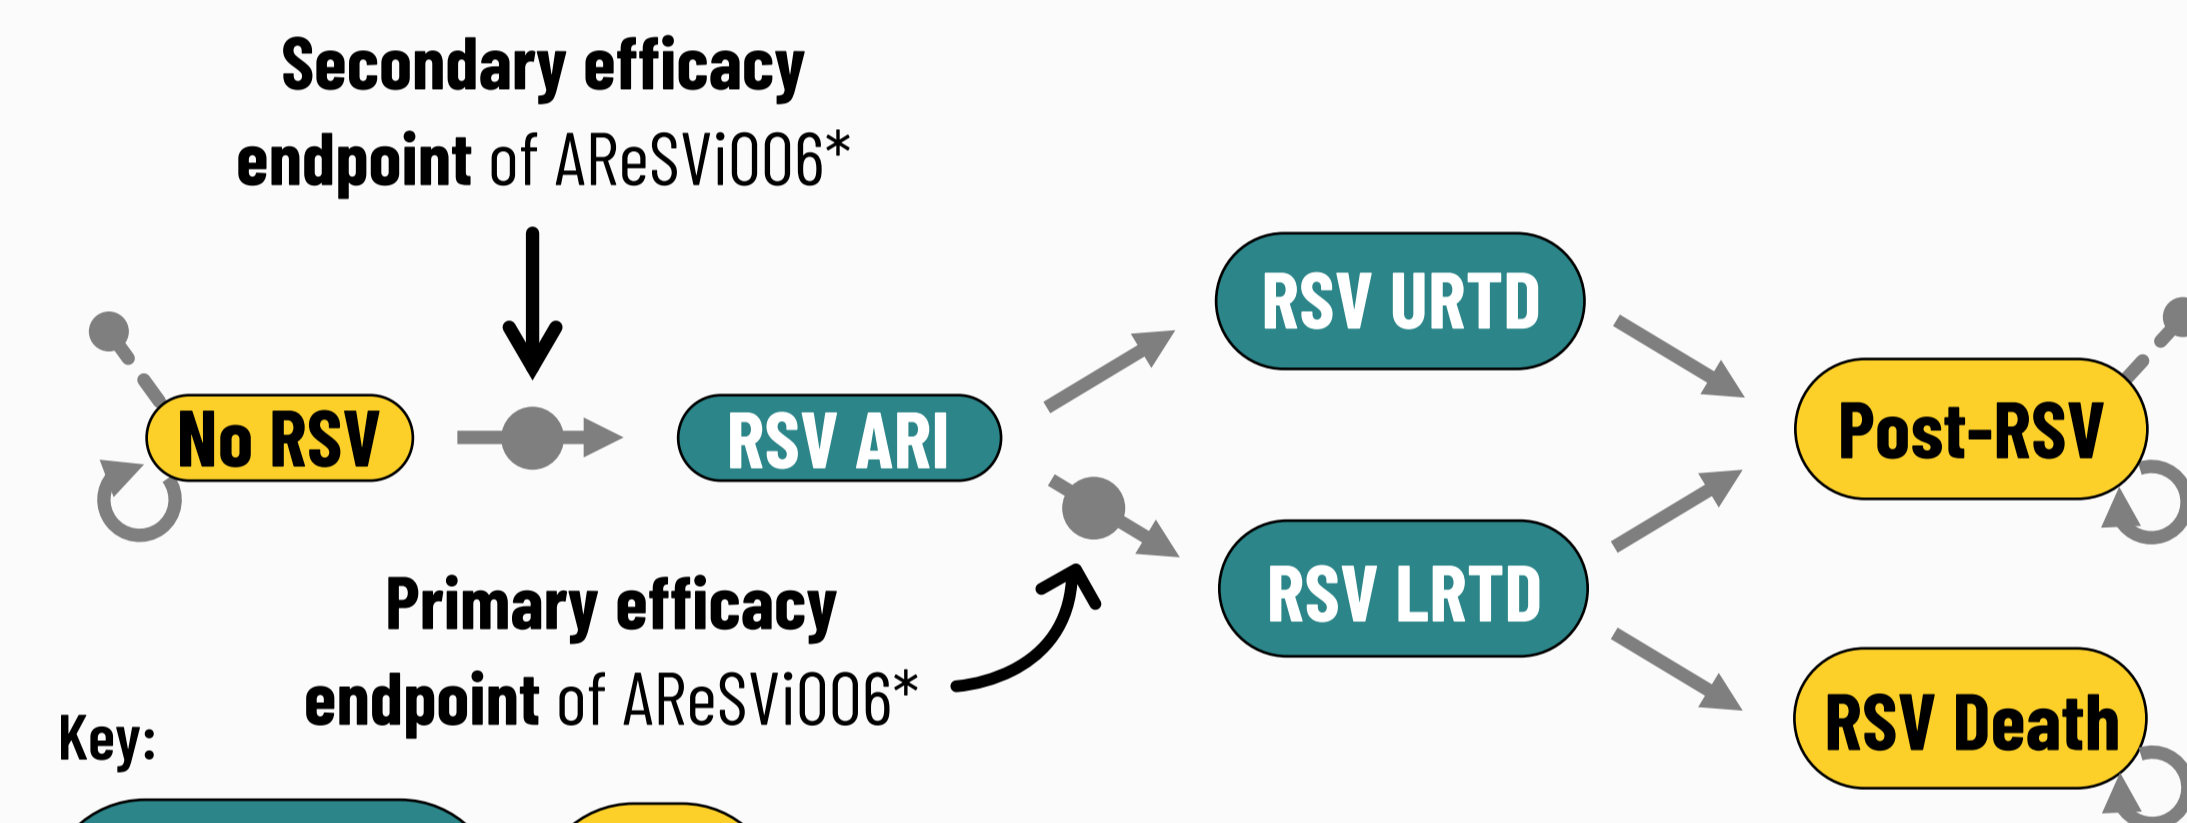 Secondary efficacy
endpoint of AReSVi006*
RSV URTD
No RSV
RSV ARI
Post-RSV
RSV LRTD
Primary efficacy
endpoint of AReSVi006*
RSV Death
Key: